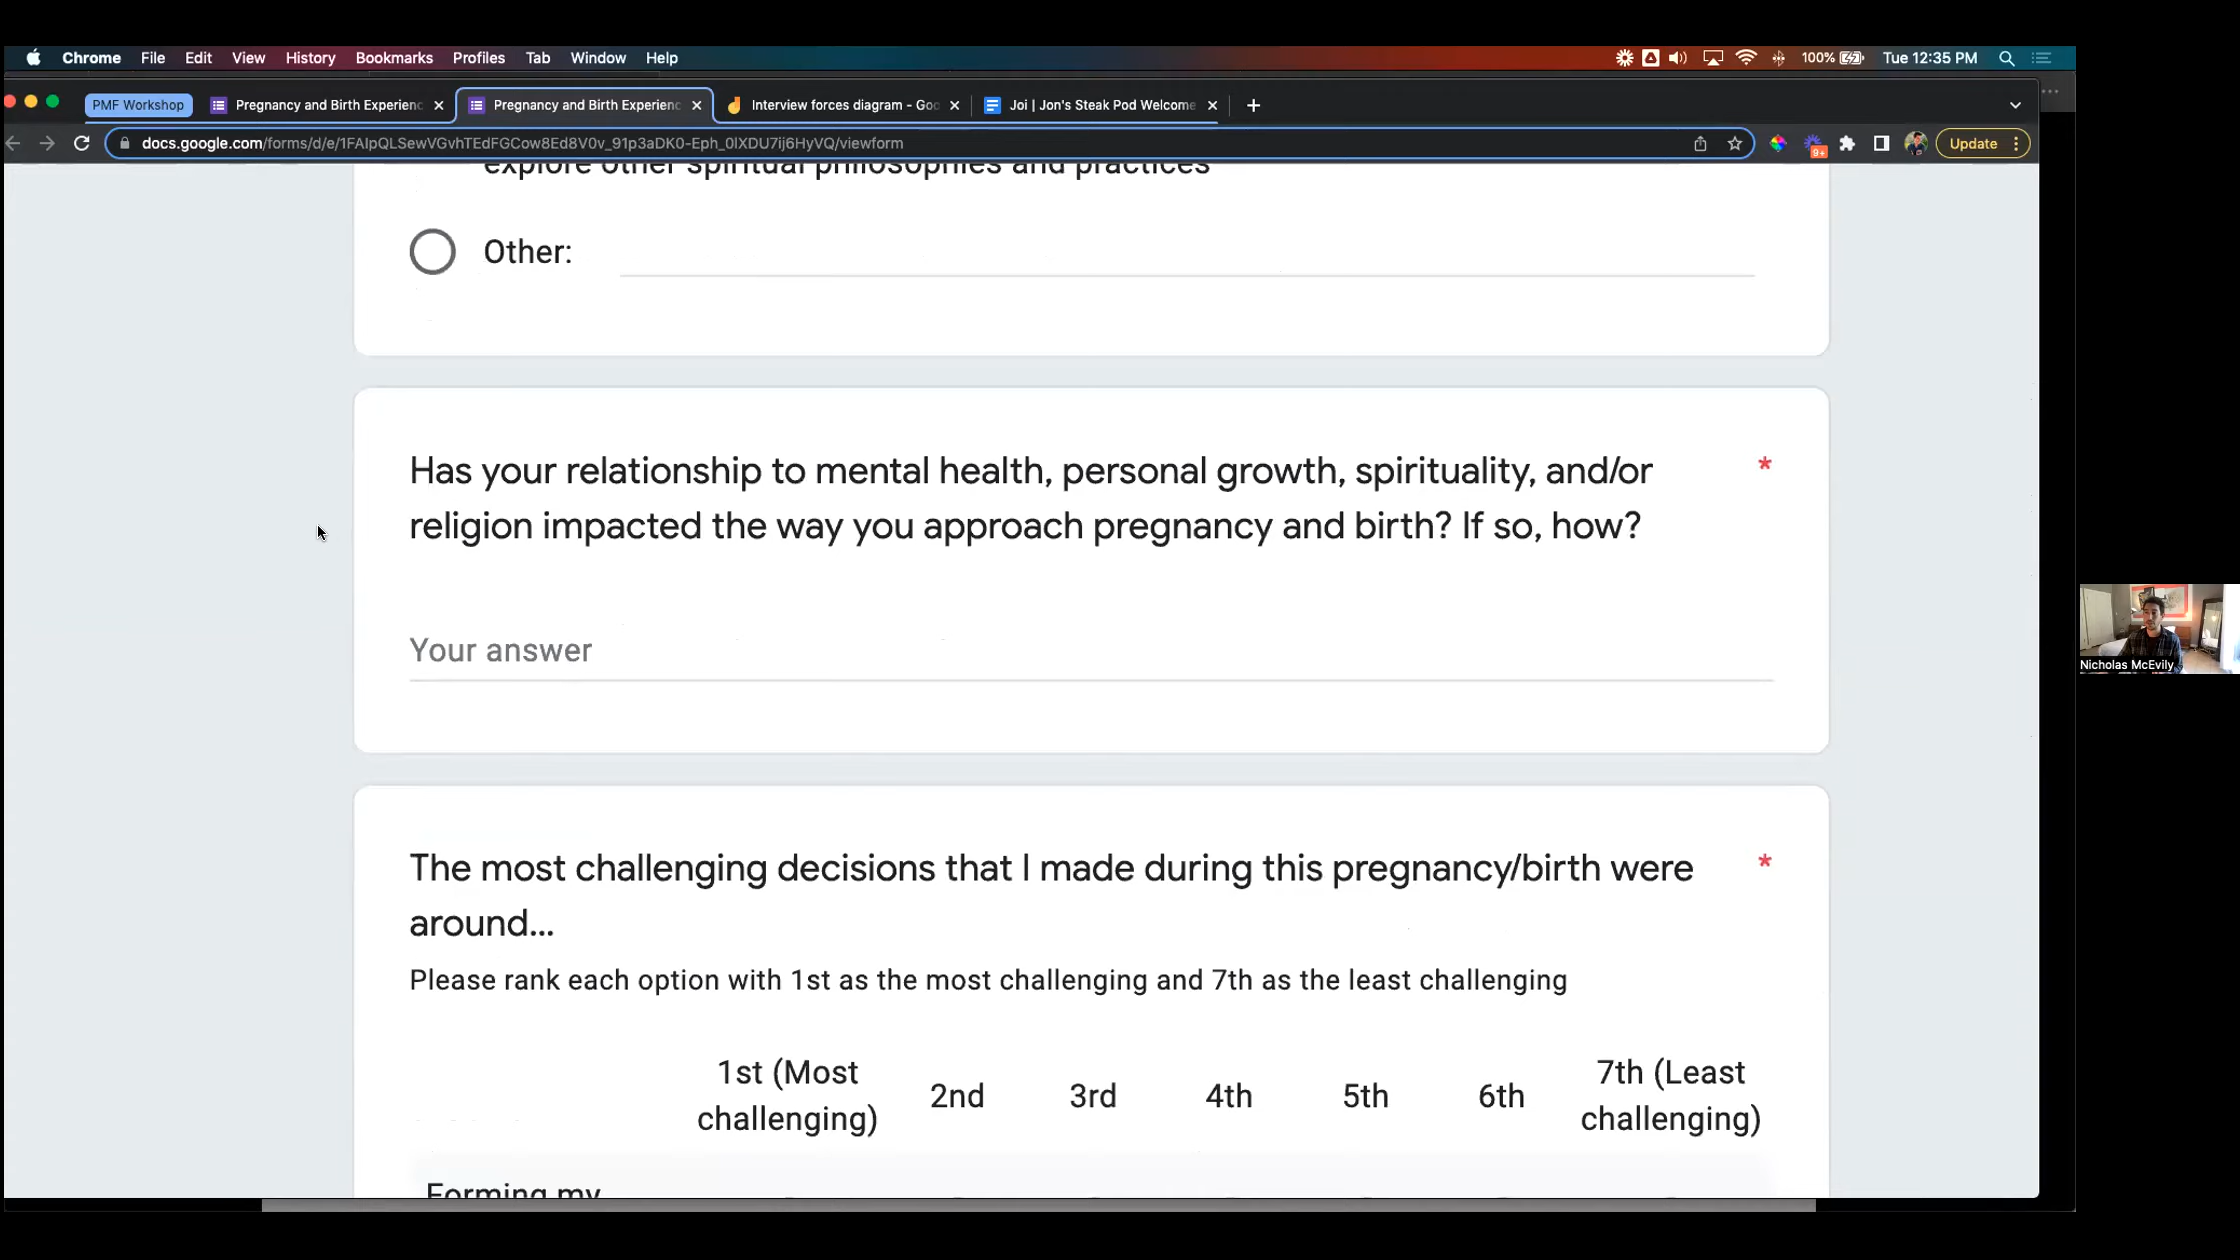 Chrome File Edit View History Bookmarks Profiles Tab Window Help 100% Tue 12:35 PM
PMF Workshop Pregnancy and Birth Experienc Pregnancy and Birth Experienc Interview forces diagram - Goo Joi | Jon's Steak Pod Welcome
docs.google.com/forms/d/e/1FAIpQLSewVGvhTEdFGCow8Ed8V0v_91p3aDK0-Eph_0lXDU7ij6HyVQ/viewform 9+ Update
explore other spiritual philosophies and practices
Other:
Has your relationship to mental health, personal growth, spirituality, and/or *
religion impacted the way you approach pregnancy and birth? If so, how?
Your answer
Nicholas McEvily
The most challenging decisions that I made during this pregnancy/birth were *
around...
Please rank each option with 1st as the most challenging and 7th as the least challenging
1st (Most challenging) 2nd 3rd 4th 5th 6th 7th (Least challenging)
Forming my